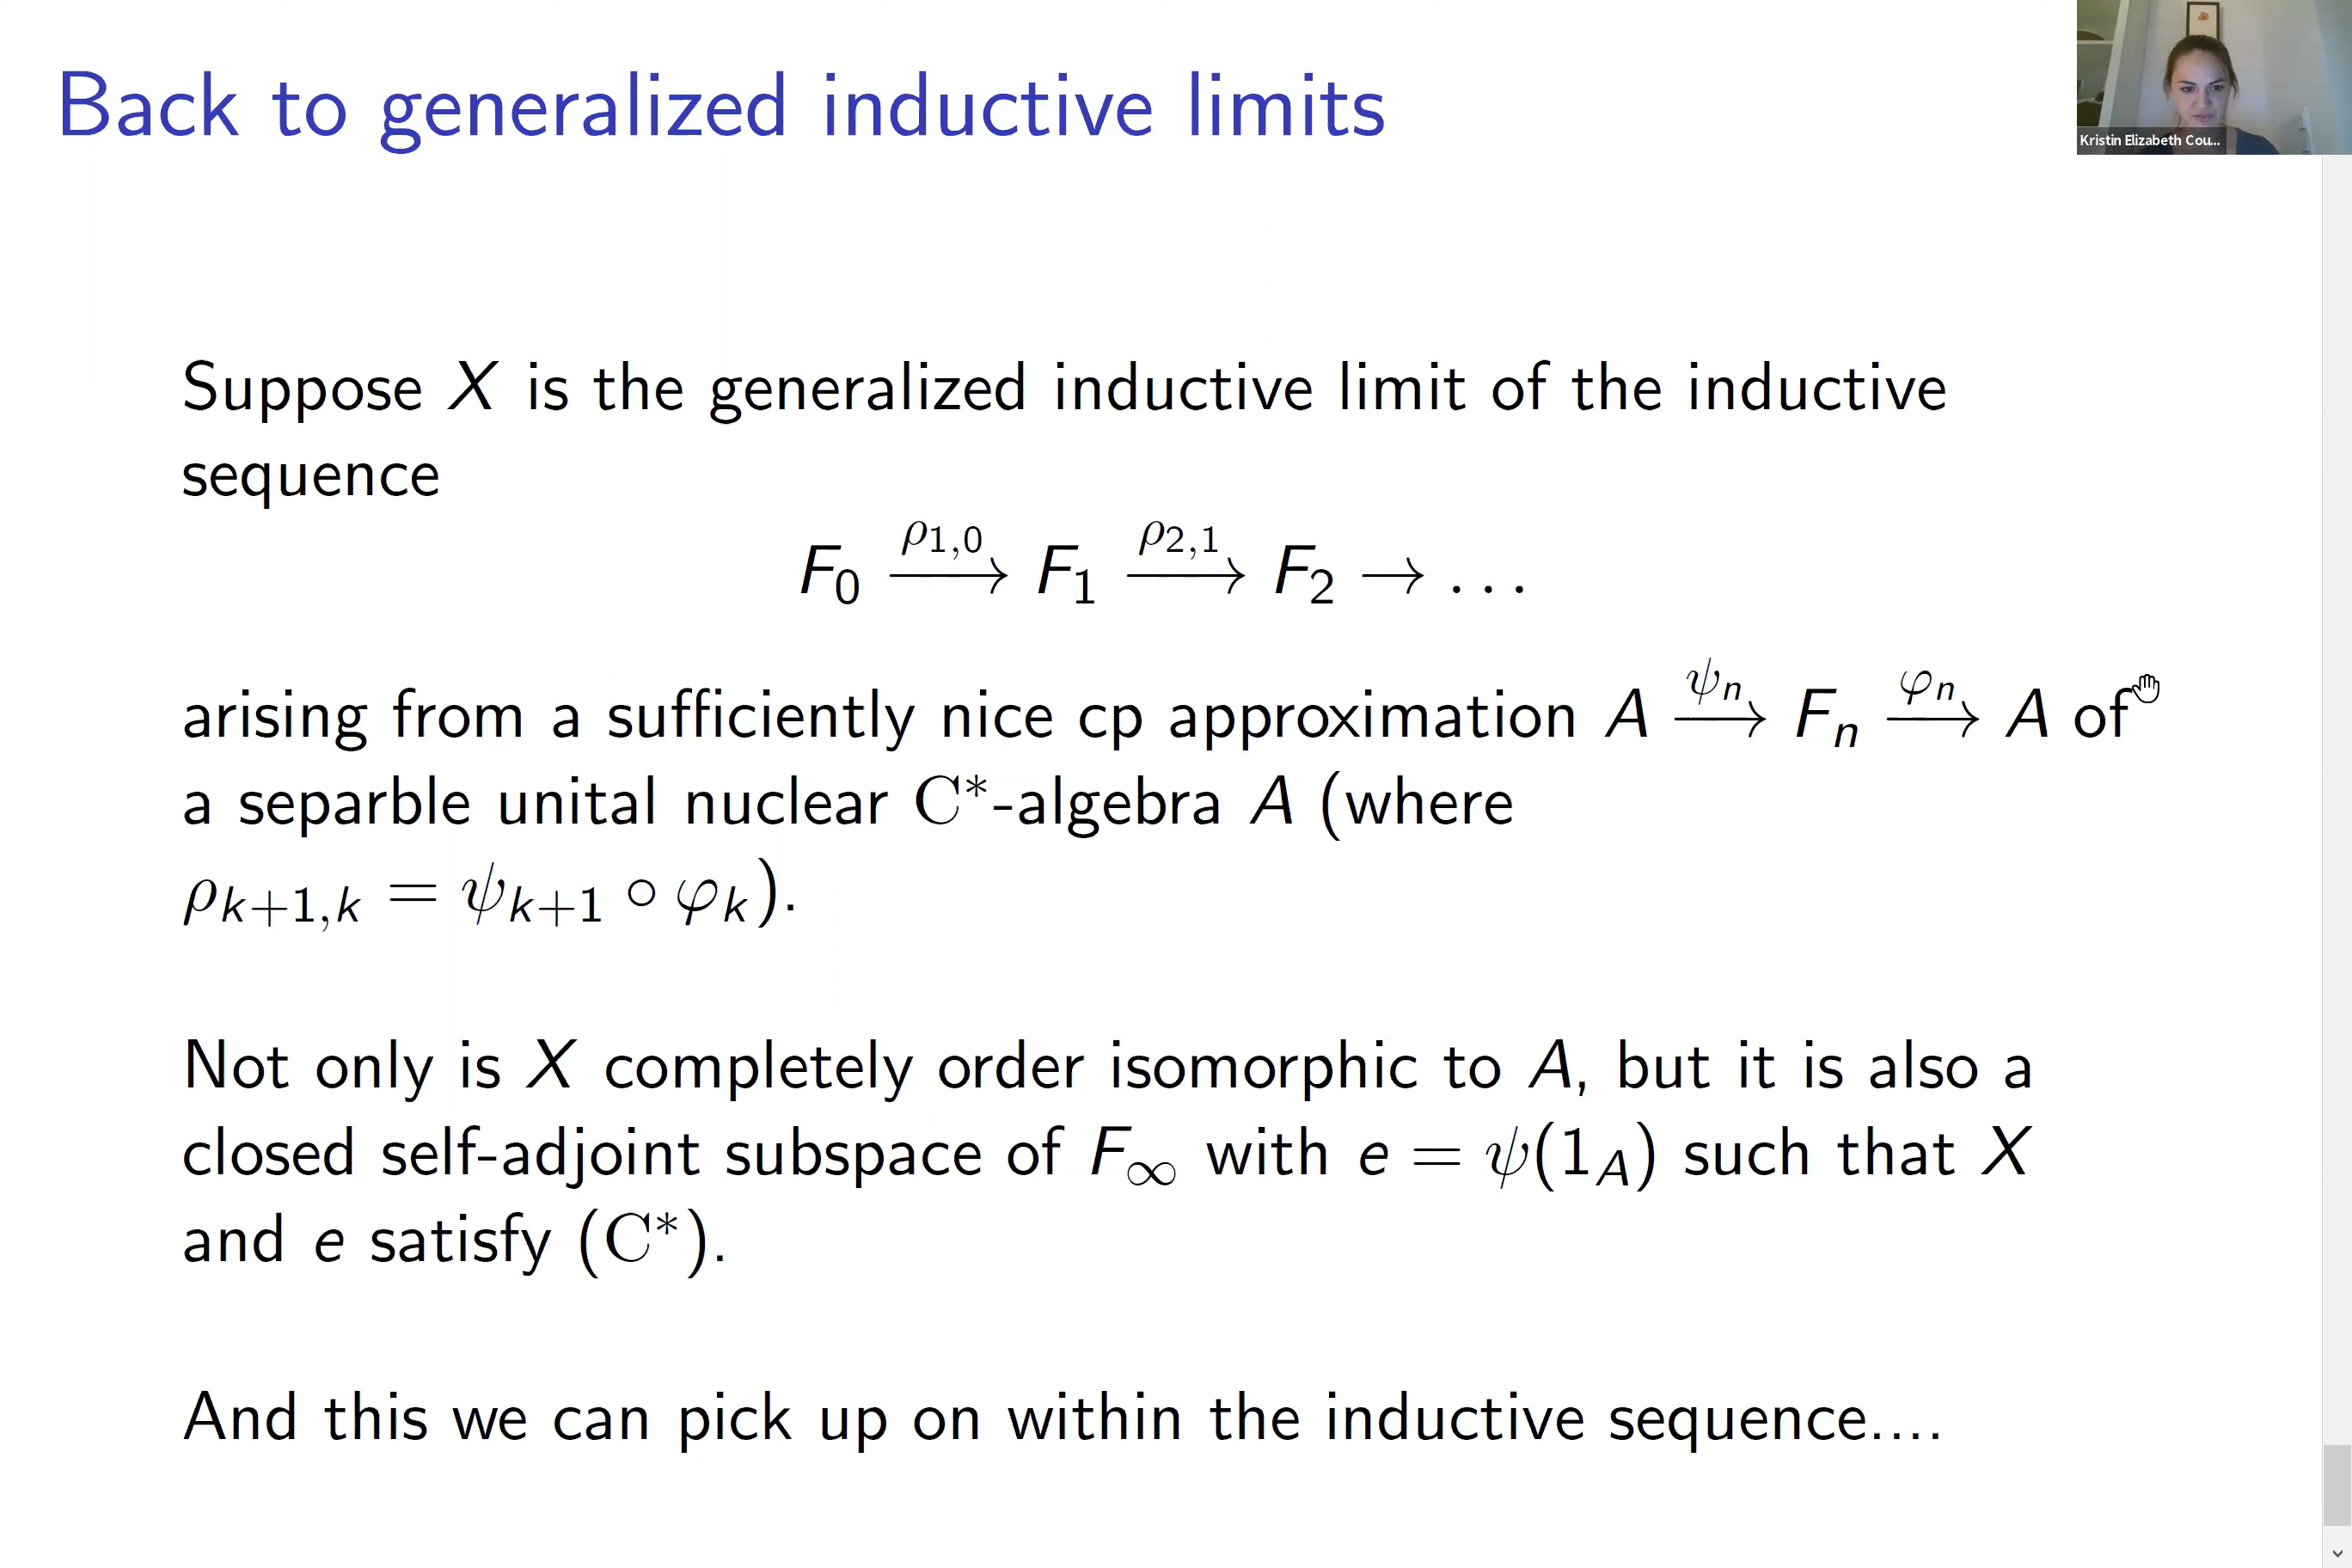 Back to generalized inductive limits
Kristin Elizabeth Cou...
Suppose X is the generalized inductive limit of the inductive
sequence
F₀ —ρ₁,₀→ F₁ —ρ₂,₁→ F₂ → ...
arising from a sufficiently nice cp approximation A —ψₙ→ Fₙ —φₙ→ A of
a separble unital nuclear C*-algebra A (where
ρₖ₊₁,ₖ = ψₖ₊₁ ∘ φₖ).
Not only is X completely order isomorphic to A, but it is also a
closed self-adjoint subspace of F∞ with e = ψ(1_A) such that X
and e satisfy (C*).
And this we can pick up on within the inductive sequence....